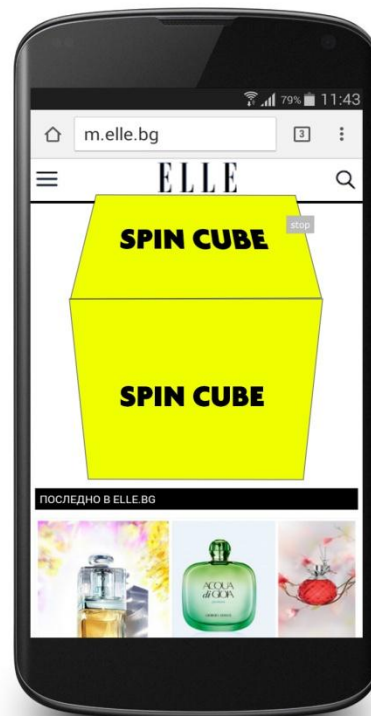 79% 11:43
m.elle.bg
3
ELLE
SPIN CUBE
stop
SPIN CUBE
ПОСЛЕДНО В ELLE.BG
ACQUA
di GIOIA